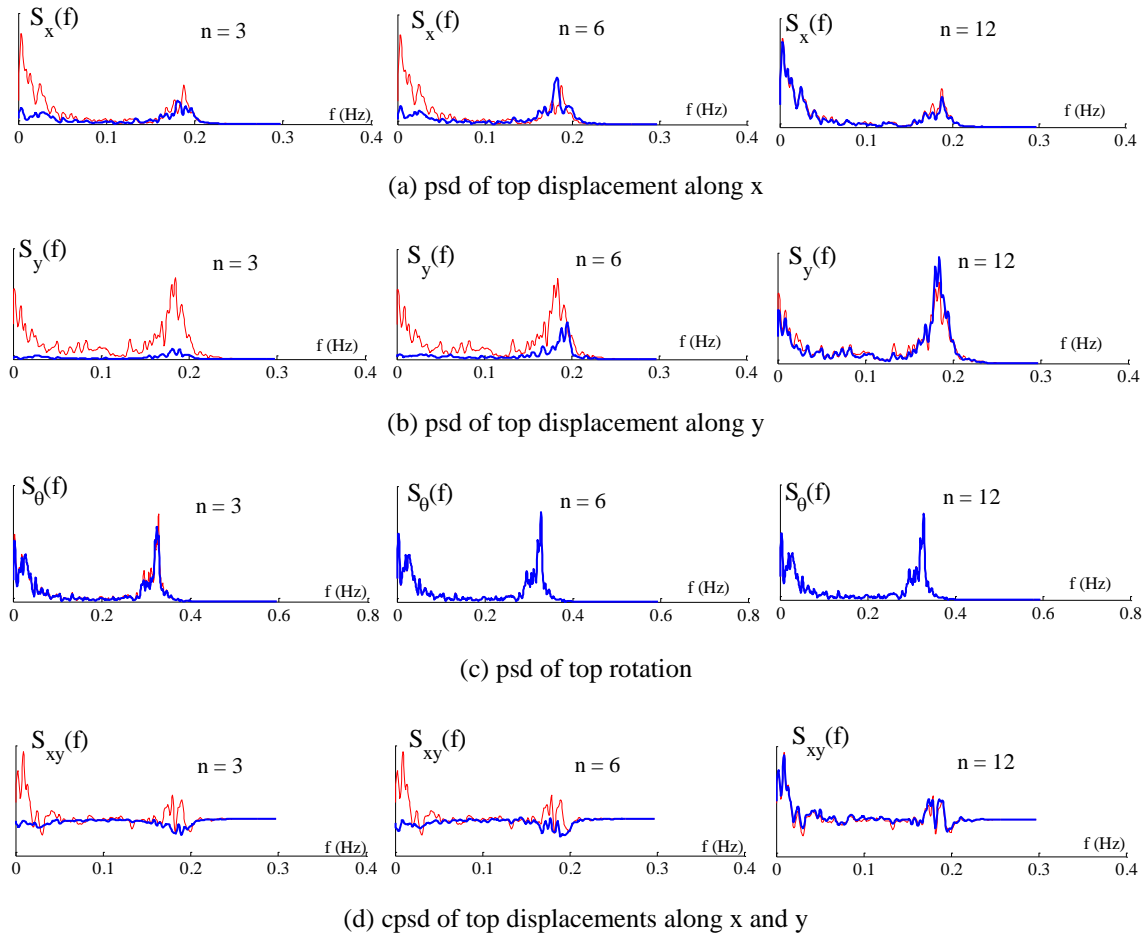 S_x(f) n = 3 f (Hz)
0 0.1 0.2 0.3 0.4
S_x(f) n = 6 f (Hz)
0 0.1 0.2 0.3 0.4
S_x(f) n = 12 f (Hz)
0 0.1 0.2 0.3 0.4
(a) psd of top displacement along x
S_y(f) n = 3 f (Hz)
0 0.1 0.2 0.3 0.4
S_y(f) n = 6 f (Hz)
0 0.1 0.2 0.3 0.4
S_y(f) n = 12 f (Hz)
0 0.1 0.2 0.3 0.4
(b) psd of top displacement along y
S_θ(f) n = 3 f (Hz)
0 0.2 0.4 0.6 0.8
S_θ(f) n = 6 f (Hz)
0 0.2 0.4 0.6 0.8
S_θ(f) n = 12 f (Hz)
0 0.2 0.4 0.6 0.8
(c) psd of top rotation
S_xy(f) n = 3 f (Hz)
0 0.1 0.2 0.3 0.4
S_xy(f) n = 6 f (Hz)
0 0.1 0.2 0.3 0.4
S_xy(f) n = 12 f (Hz)
0 0.1 0.2 0.3 0.4
(d) cpsd of top displacements along x and y